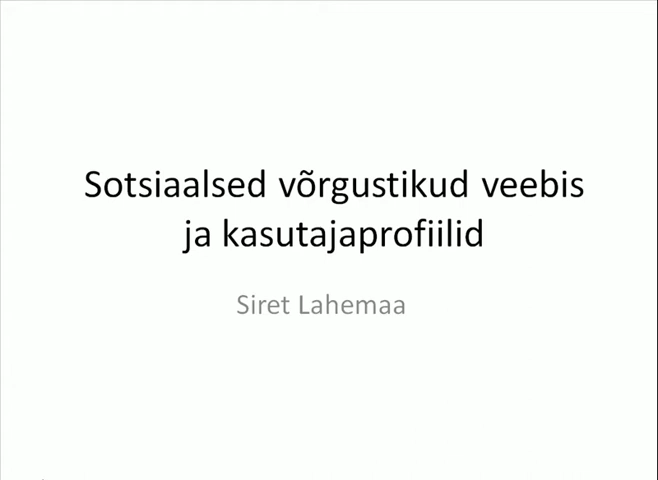 Sotsiaalsed võrgustikud veebis
ja kasutajaprofiilid
Siret Lahemaa